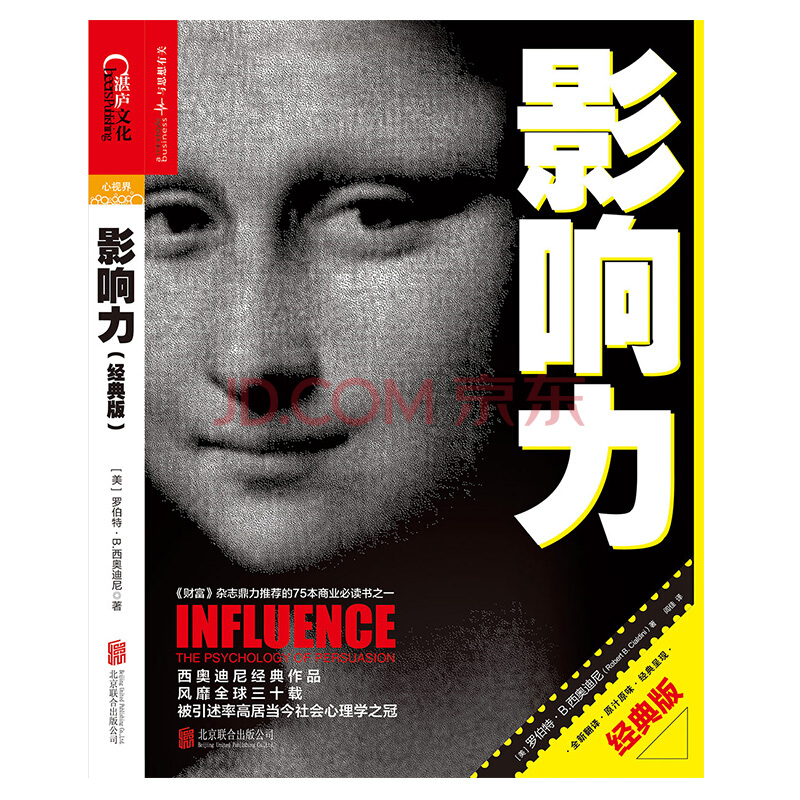 湛庐文化
Cheers Publishing
a
business
与思想有关
心视界
影响力
(经典版)
[美] 罗伯特·B.西奥迪尼◎著
北京联合出版公司
Beijing United Publishing Co.,Ltd.
影响力
JD.COM 京东
《财富》杂志鼎力推荐的75本商业必读书之一
INFLUENCE
THE PSYCHOLOGY OF PERSUASION
西奥迪尼经典作品
风靡全球三十载
被引述率高居当今社会心理学之冠
北京联合出版公司
Beijing United Publishing Co.,Ltd.
[美] 罗伯特·B.西奥迪尼 (Robert B. Cialdini) 著
闾佳 译
·全新翻译·原汁原味·经典呈现·
经典版